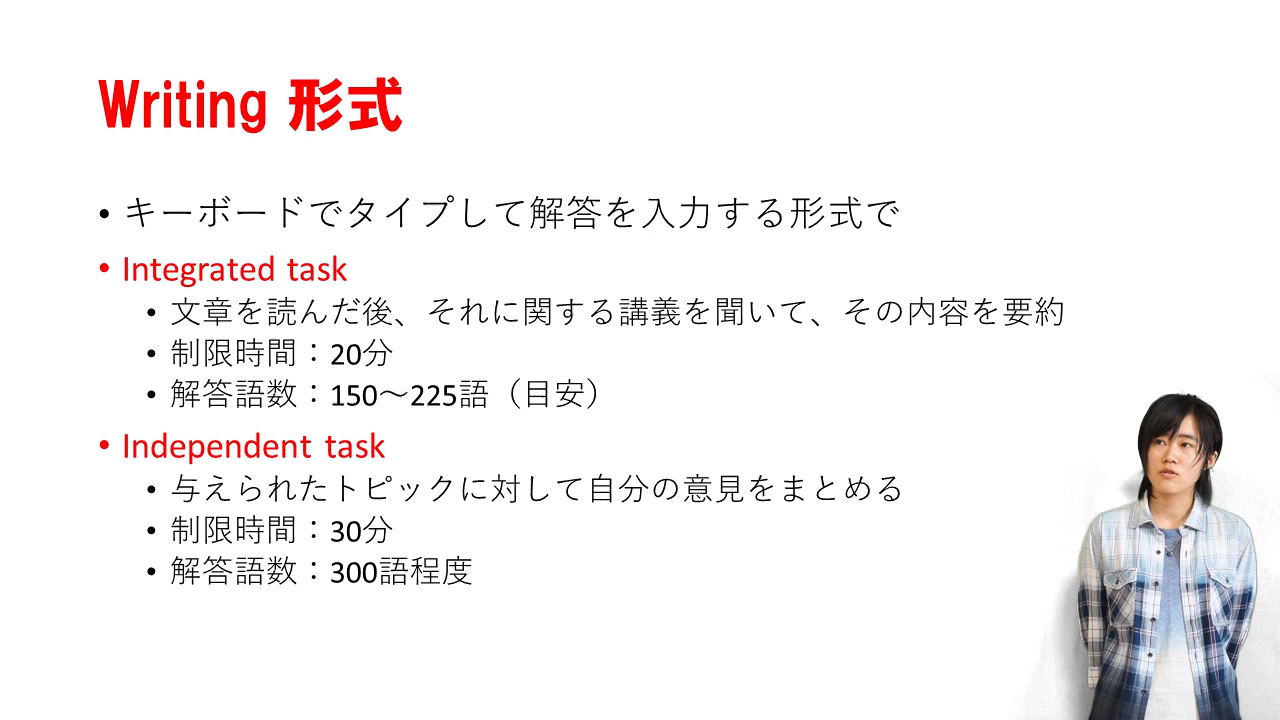 Writing 形式
• キーボードでタイプして解答を入力する形式で
• Integrated task
• 文章を読んだ後、それに関する講義を聞いて、その内容を要約
• 制限時間：20分
• 解答語数：150～225語（目安）
• Independent task
• 与えられたトピックに対して自分の意見をまとめる
• 制限時間：30分
• 解答語数：300語程度